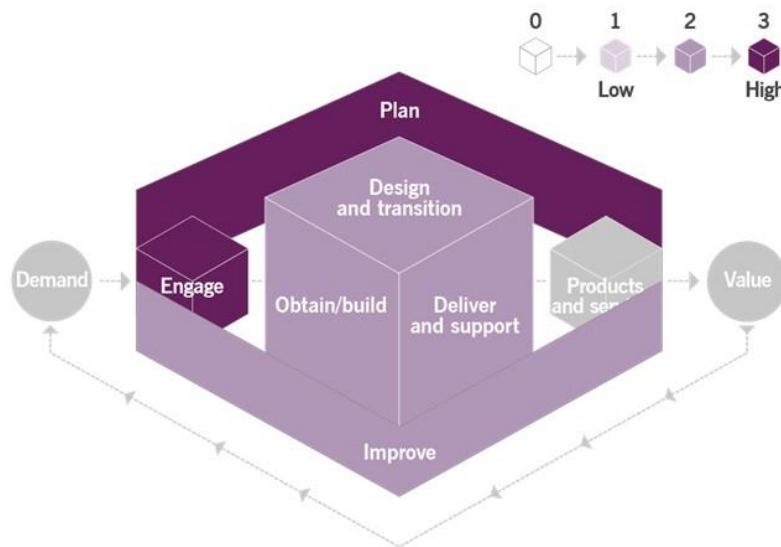 0 1 2 3
Low High
Plan
Design
and transition
Demand
Engage
Obtain/build
Deliver
and support
Products
and
Value
Improve